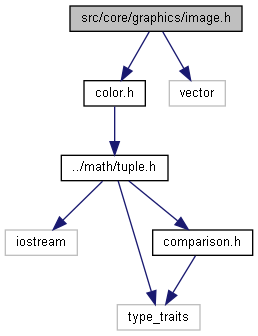 src/core/graphics/image.h
color.h
vector
../math/tuple.h
iostream
comparison.h
type_traits